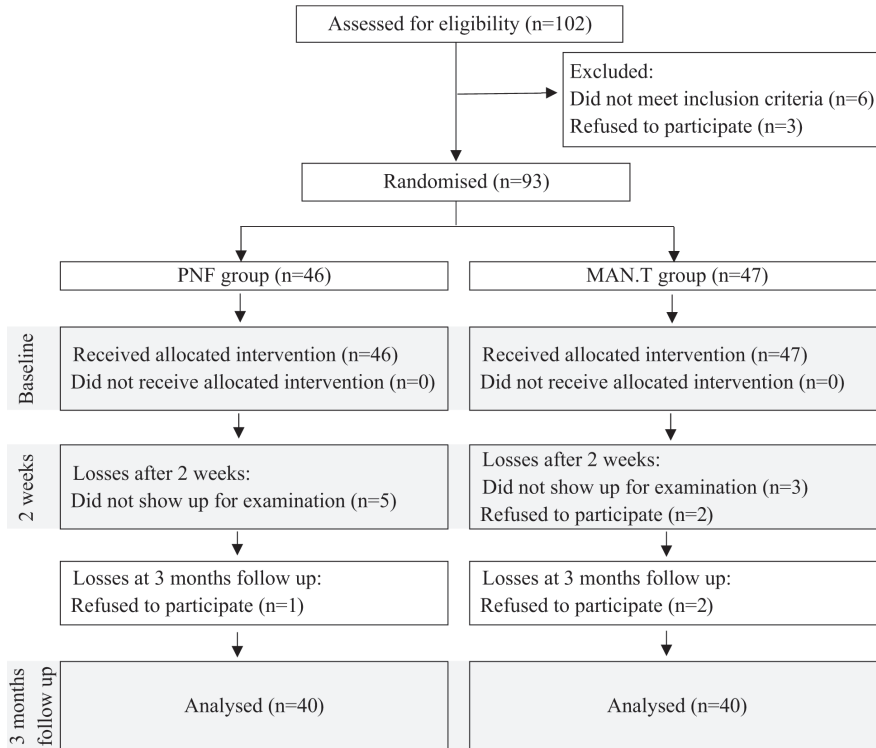 Assessed for eligibility (n=102)
Excluded:
Did not meet inclusion criteria (n=6)
Refused to participate (n=3)
Randomised (n=93)
PNF group (n=46)
MAN.T group (n=47)
Baseline
Received allocated intervention (n=46)
Did not receive allocated intervention (n=0)
Received allocated intervention (n=47)
Did not receive allocated intervention (n=0)
2 weeks
Losses after 2 weeks:
Did not show up for examination (n=5)
Losses after 2 weeks:
Did not show up for examination (n=3)
Refused to participate (n=2)
Losses at 3 months follow up:
Refused to participate (n=1)
Losses at 3 months follow up:
Refused to participate (n=2)
3 months
follow up
Analysed (n=40)
Analysed (n=40)